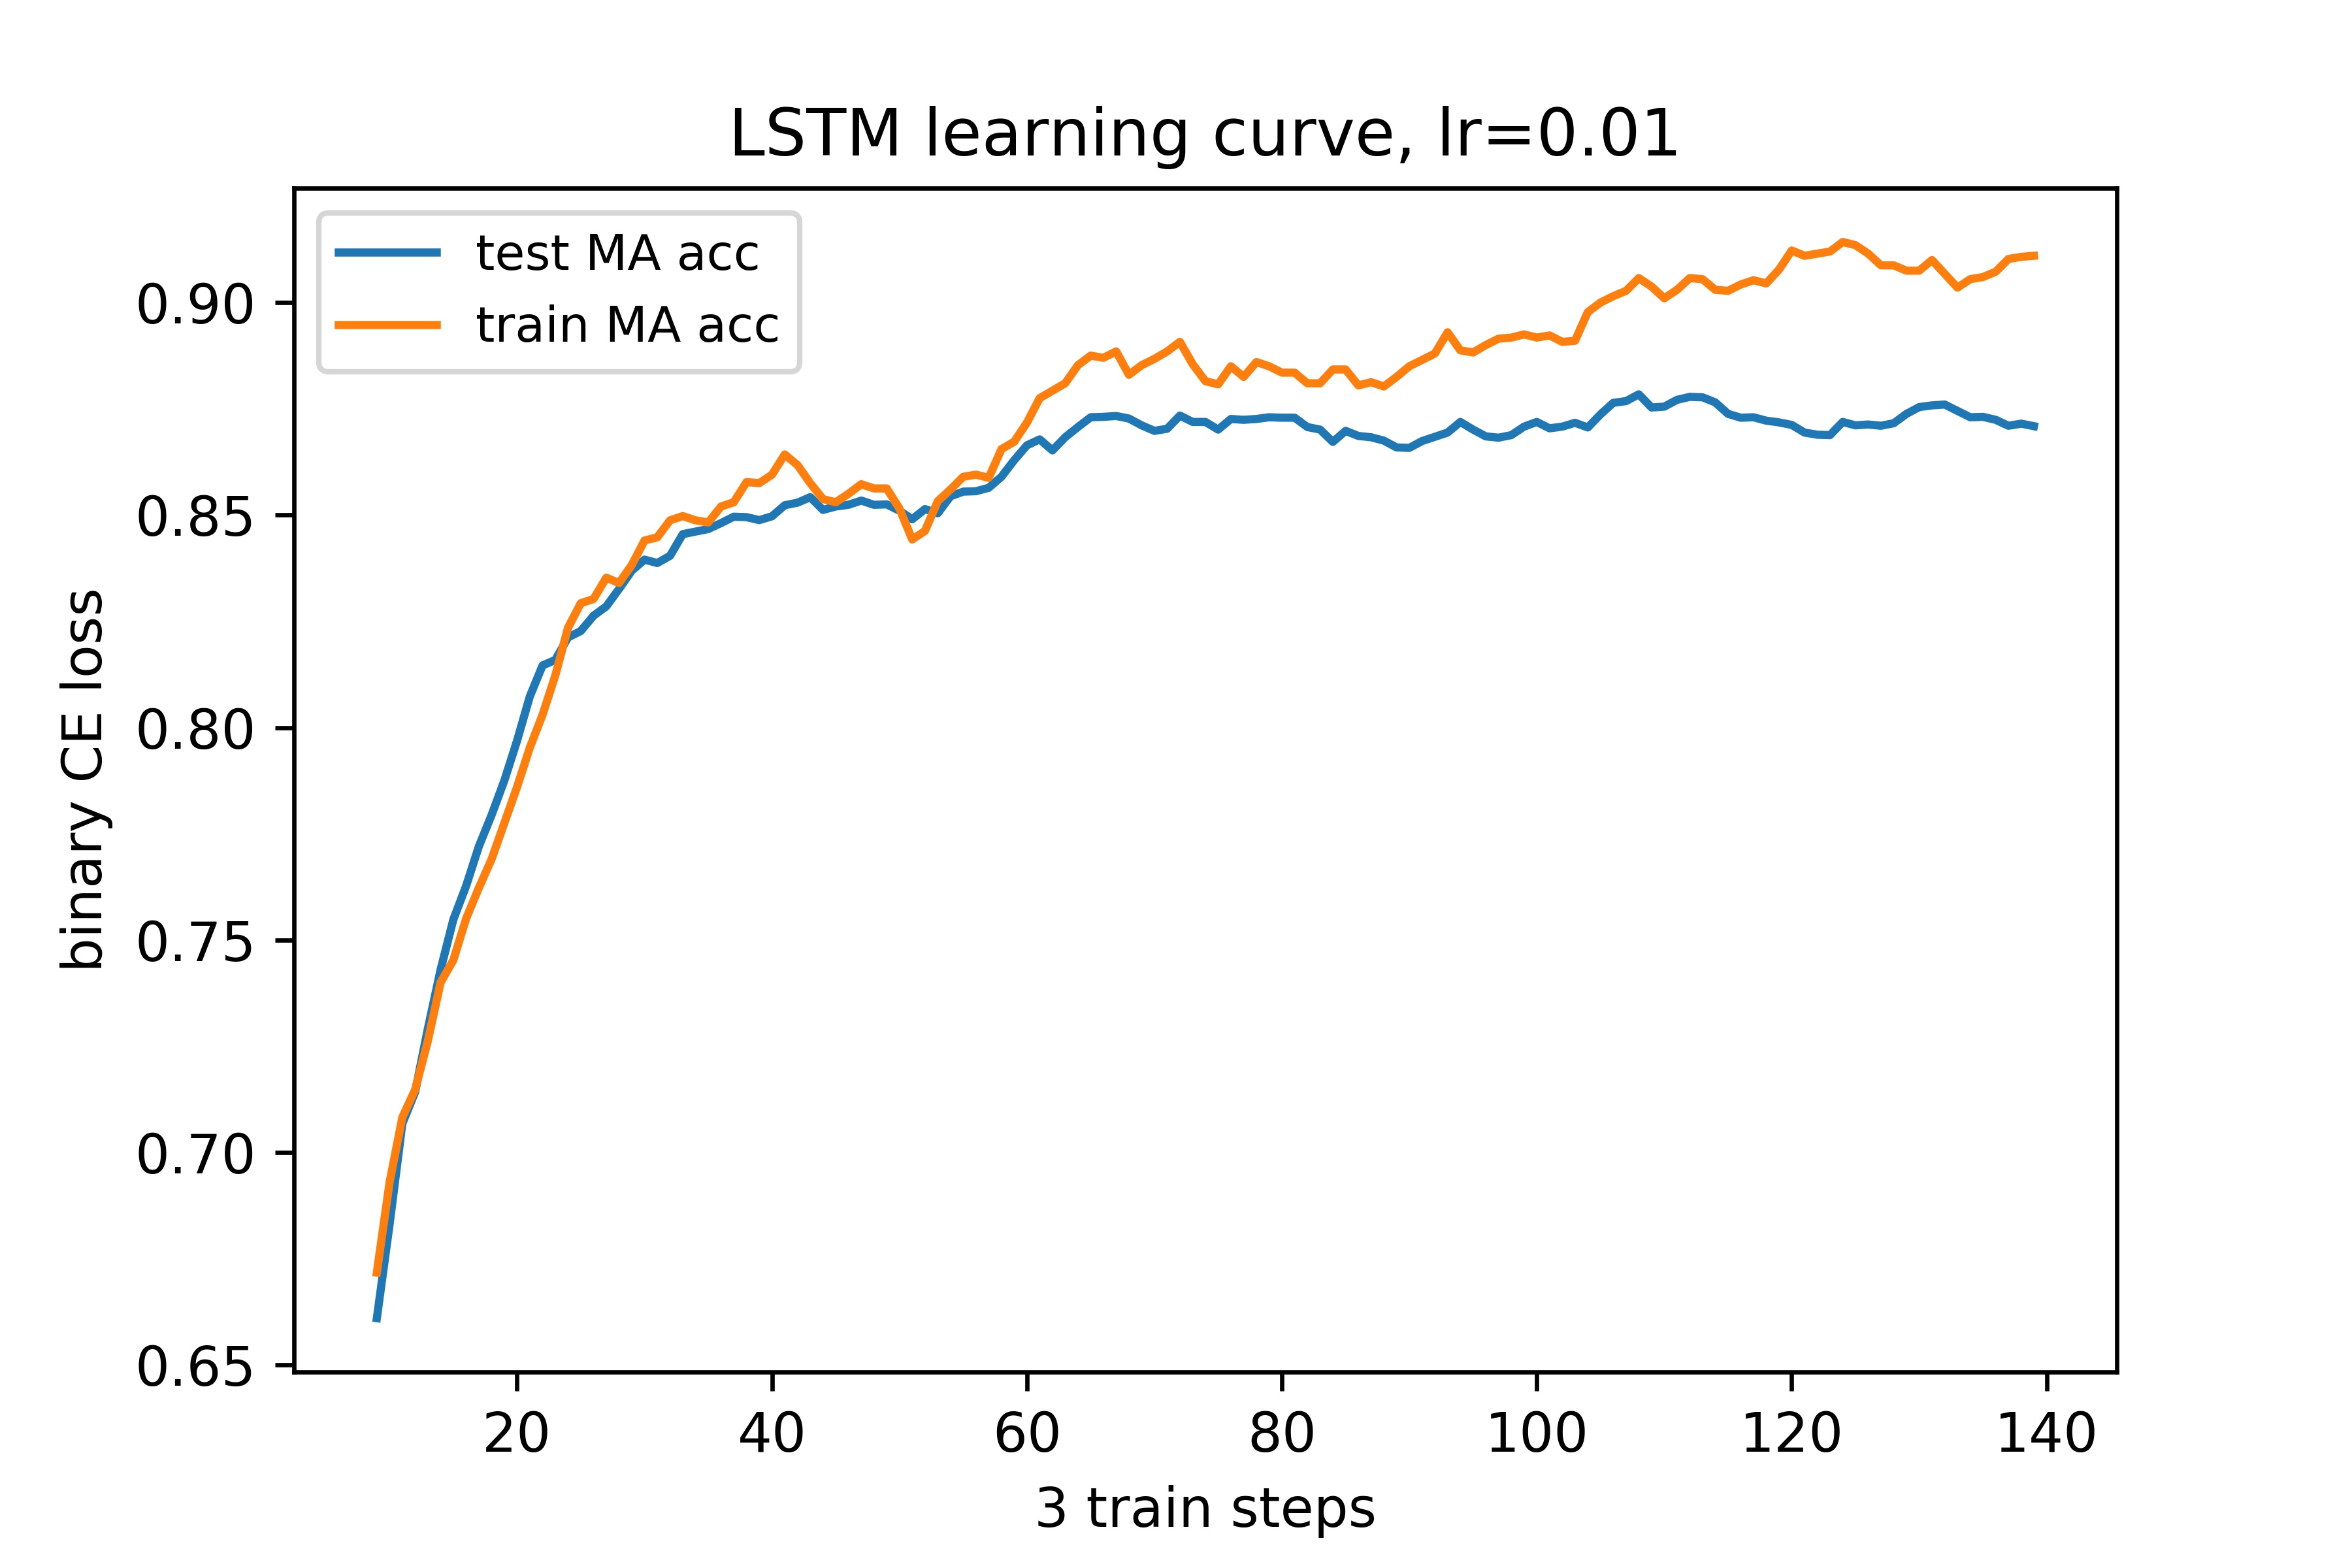 LSTM learning curve, lr=0.01
test MA acc
train MA acc
binary CE loss
0.90
0.85
0.80
0.75
0.70
0.65
20 40 60 80 100 120 140
3 train steps